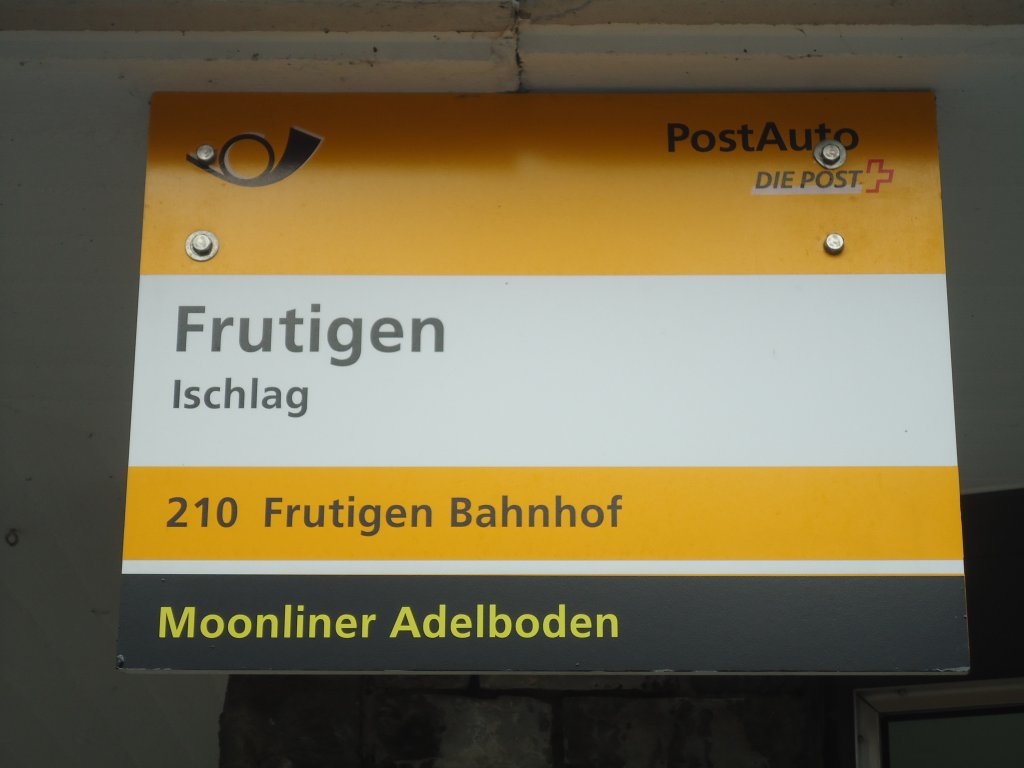 PostAuto
DIE POST
Frutigen
Ischlag
210 Frutigen Bahnhof
Moonliner Adelboden